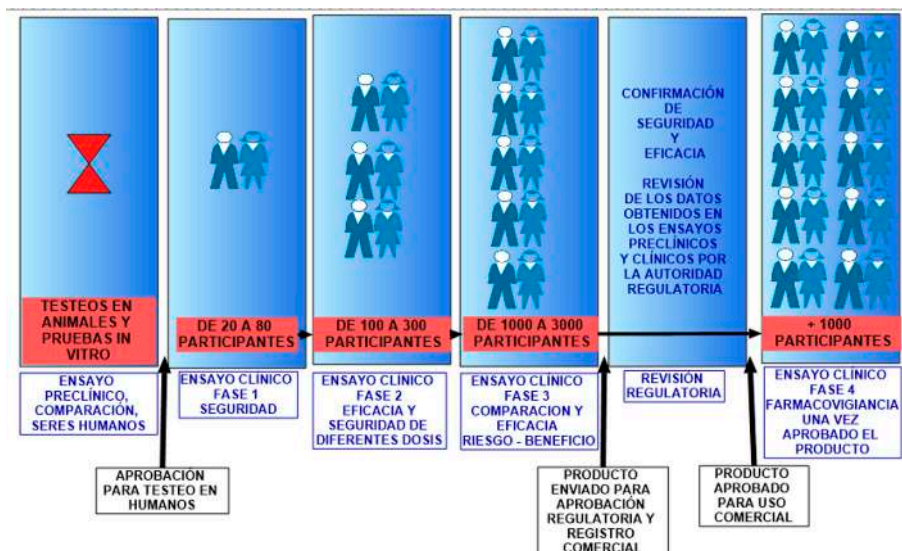 TESTEOS EN
ANIMALES Y
PRUEBAS IN
VITRO
ENSAYO
PRECLÍNICO,
COMPARACIÓN,
SERES HUMANOS
APROBACIÓN
PARA TESTEO EN
HUMANOS
DE 20 A 80
PARTICIPANTES
ENSAYO CLÍNICO
FASE 1
SEGURIDAD
DE 100 A 300
PARTICIPANTES
ENSAYO CLINICO
FASE 2
EFICACIA Y
SEGURIDAD DE
DIFERENTES DOSIS
DE 1000 A 3000
PARTICIPANTES
ENSAYO CLÍNICO
FASE 3
COMPARACION Y
EFICACIA
RIESGO - BENEFICIO
PRODUCTO
ENVIADO PARA
APROBACIÓN
REGULATORIA Y
REGISTRO
COMERCIAL
CONFIRMACIÓN
DE
SEGURIDAD
Y
EFICACIA
REVISIÓN
DE LOS DATOS
OBTENIDOS EN
LOS ENSAYOS
PRECLÍNICOS
Y CLÍNICOS POR
LA AUTORIDAD
REGULATORIA
REVISIÓN
REGULATORIA
PRODUCTO
APROBADO
PARA USO
COMERCIAL
+ 1000
PARTICIPANTES
ENSAYO CLÍNICO
FASE 4
FARMACOVIGIANCIA
UNA VEZ
APROBADO EL
PRODUCTO